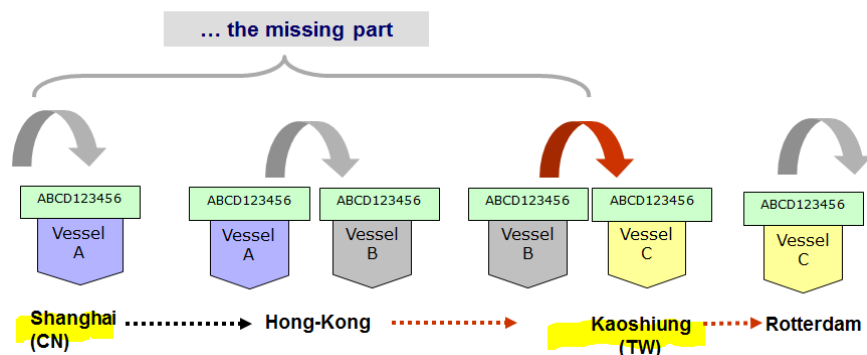 ... the missing part
ABCD123456
ABCD123456
ABCD123456
ABCD123456
ABCD123456
ABCD123456
Vessel
A
Vessel
A
Vessel
B
Vessel
B
Vessel
C
Vessel
C
Shanghai
(CN)
Hong-Kong
Kaoshiung
(TW)
Rotterdam